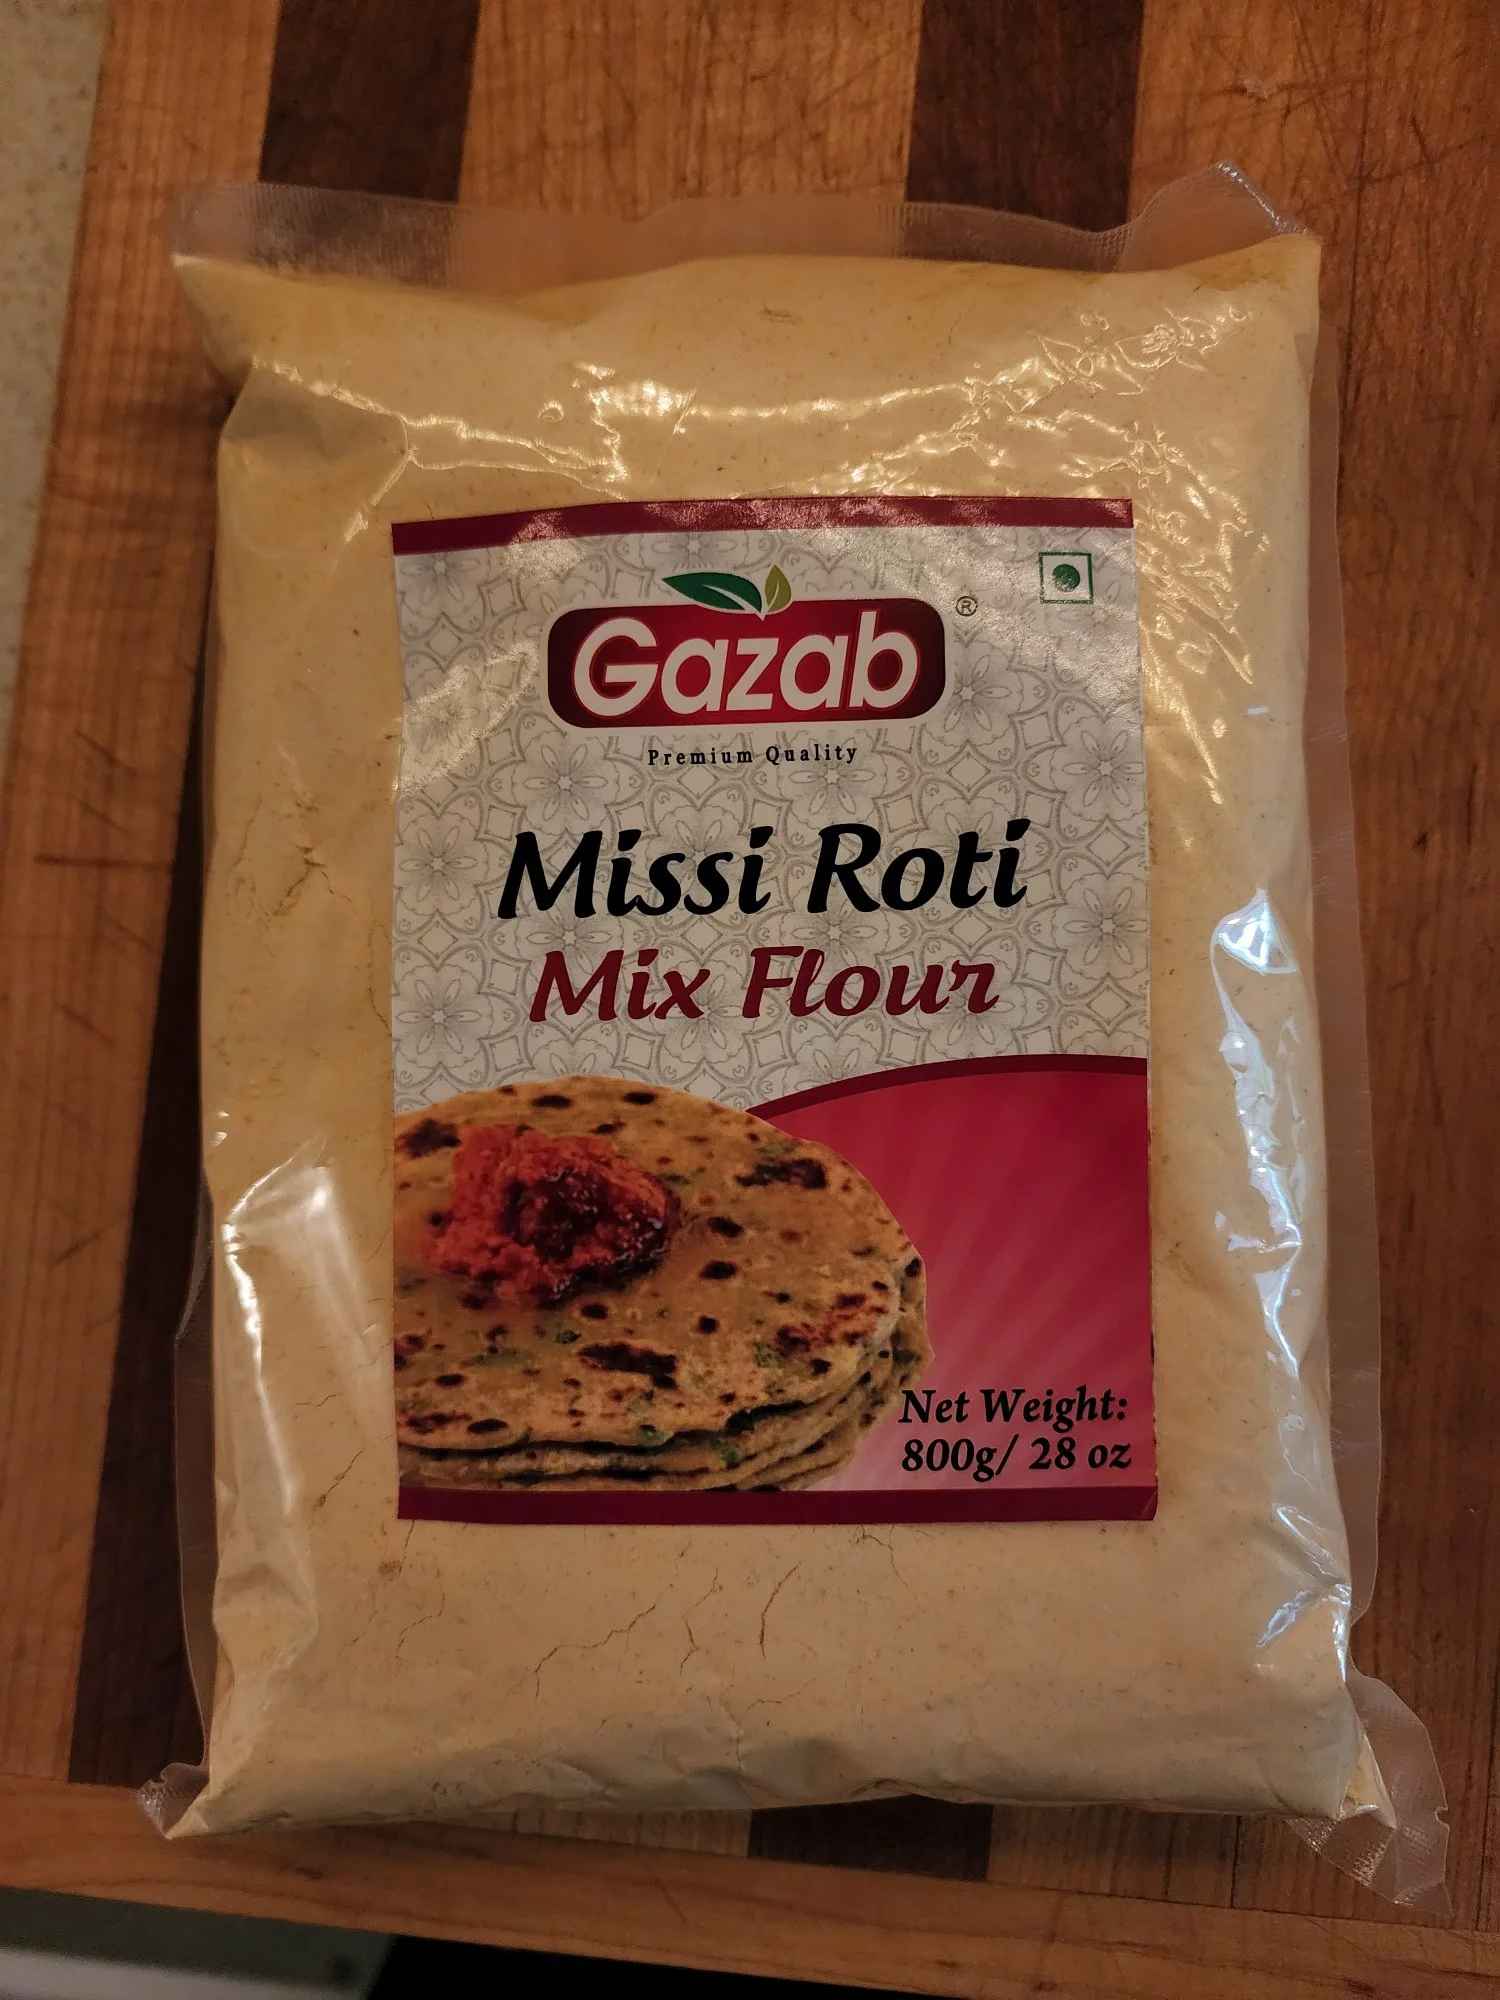 Gazab ®
Premium Quality
Missi Roti
Mix Flour
Net Weight:
800g/ 28 oz